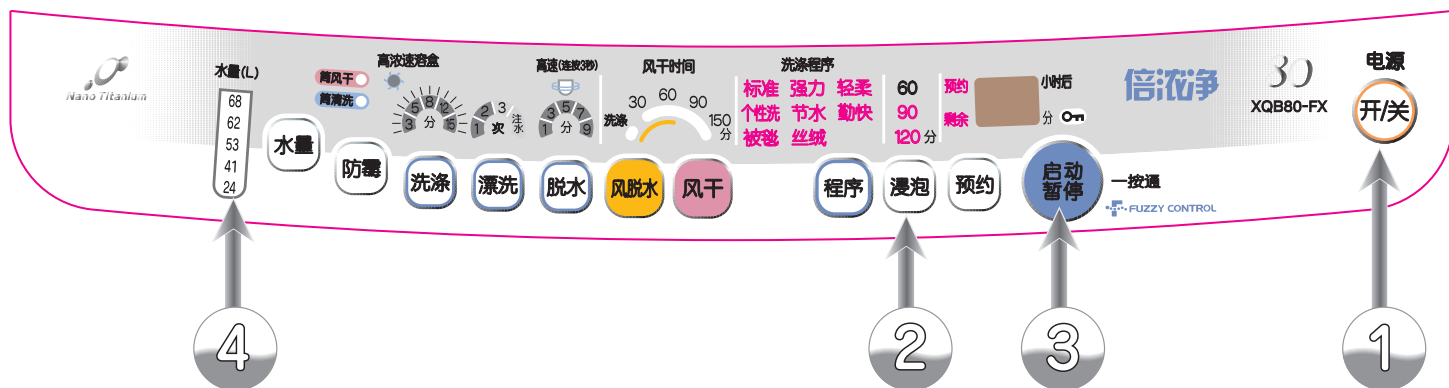 Nano Titanium
水量(L)
68
62
53
41
24
水量
筒风干
筒清洗
防霉
高浓速溶盒
3 5 8 12 15
分
1 2 3
次
注水
高速(连按3秒)
1 3 5 7 9
分
风干时间
洗涤 30 60 90 150
分
洗涤
漂洗
脱水
风脱水
风干
洗涤程序
标准 强力 轻柔 60
个性洗 节水 勤快 90
被毯 丝绒 120 分
预约 小时后
剩余 分
程序
浸泡
预约
启动
暂停
一按通
FUZZY CONTROL
倍浓净
80
XQB80-FX
电源
开/关
4
2
3
1